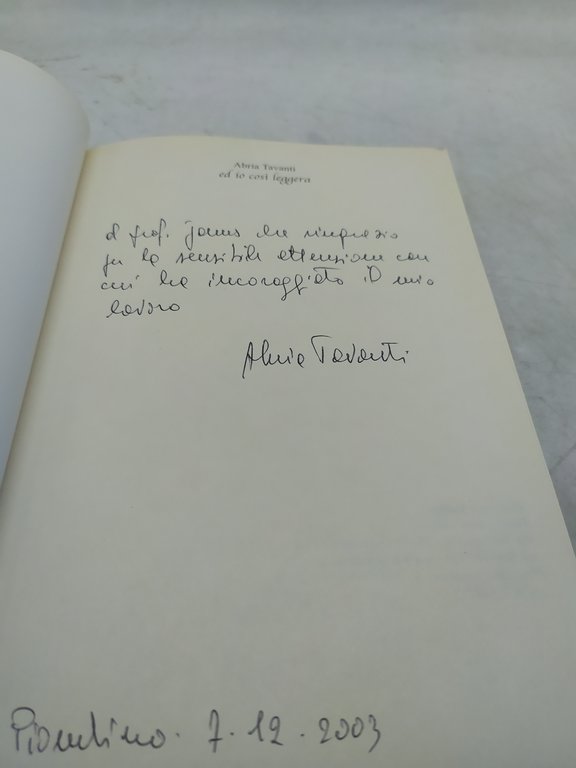 Abria Tavanti
ed io così leggera
al prof. Janus che ringrazio
per la sensibile attenzione con
cui ha incoraggiato il mio
lavoro
Abria Tavanti
Piombino. 7. 12. 2003